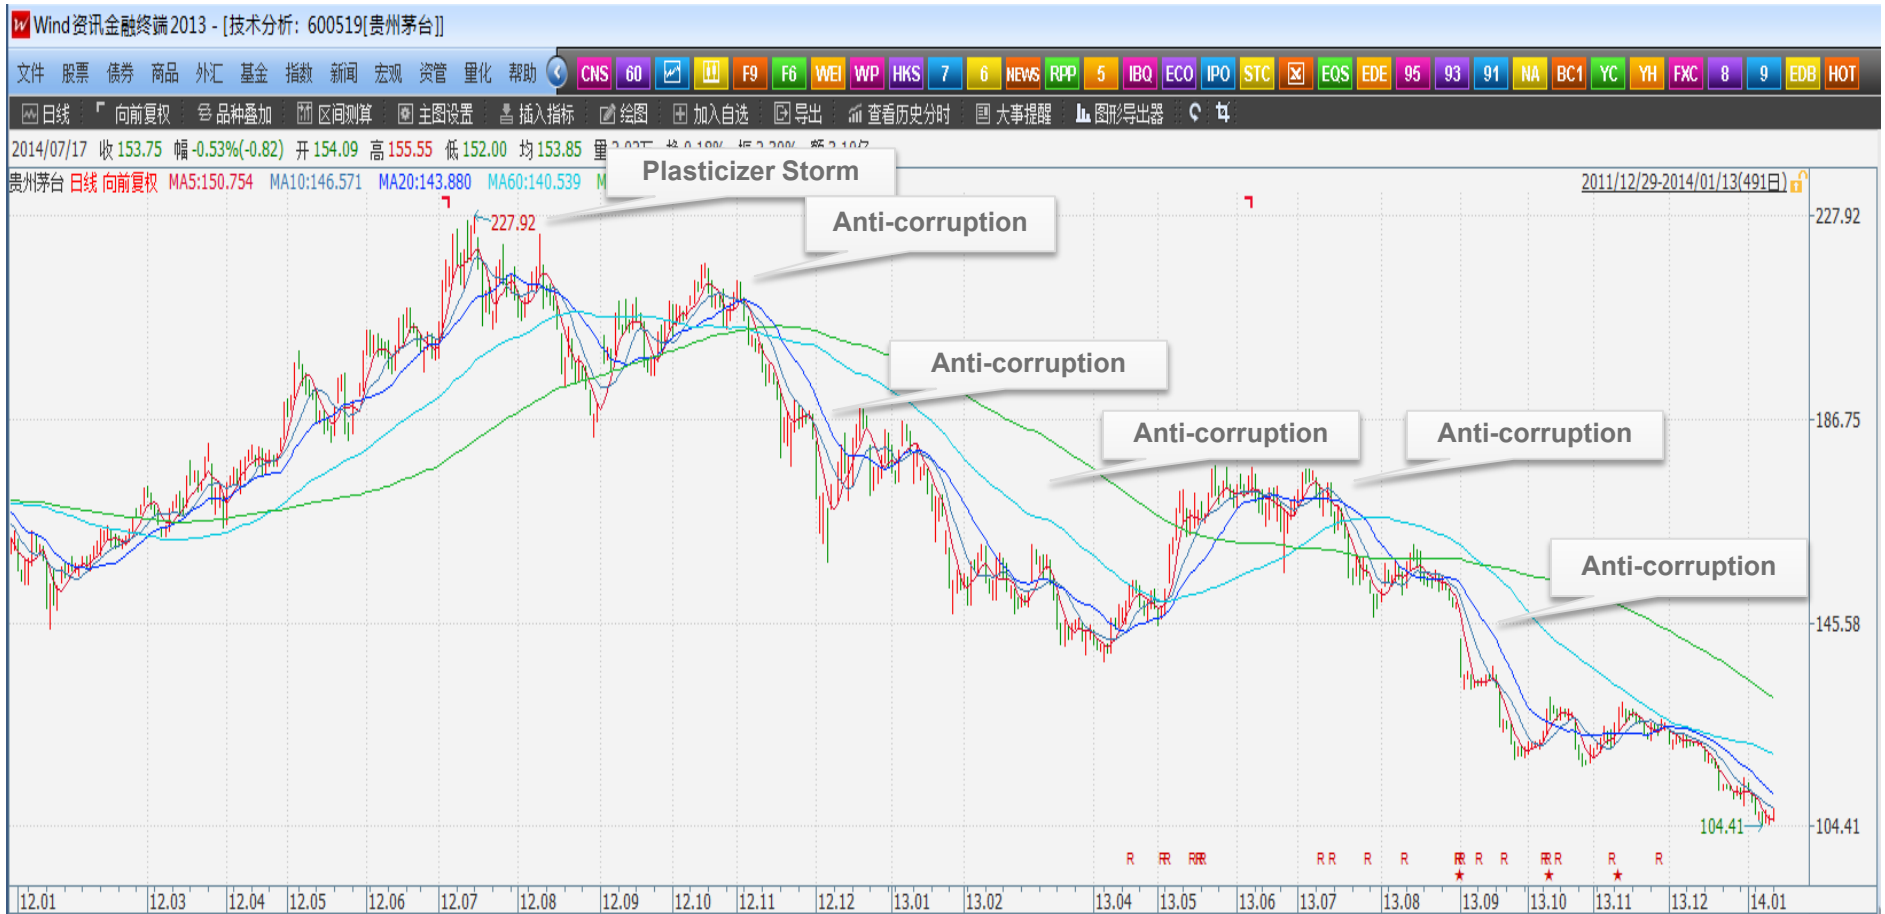 Wind资讯金融终端2013 - [技术分析：600519[贵州茅台]]
文件 股票 债券 商品 外汇 基金 指数 新闻 宏观 资管 量化 帮助 CNS 60 F9 F6 WEI WP HKS 7 6 NEWS RPP 5 IBQ ECO IPO STC EQS EDE 95 93 91 NA BC1 YC YH FXC 8 9 EDB HOT
日线 向前复权 品种叠加 区间测算 主图设置 插入指标 绘图 加入自选 导出 查看历史分时 大事提醒 图形导出器
2014/07/17 收 153.75 幅 -0.53%(-0.82) 开 154.09 高 155.55 低 152.00 均 153.85 量
贵州茅台 日线 向前复权 MA5:150.754 MA10:146.571 MA20:143.880 MA60:140.539
2011/12/29-2014/01/13(491日)
Plasticizer Storm
227.92
227.92
Anti-corruption
Anti-corruption
186.75
Anti-corruption
Anti-corruption
Anti-corruption
145.58
104.41
104.41
R R R R R R R R R R R R R R R R R R R R
12.01 12.03 12.04 12.05 12.06 12.07 12.08 12.09 12.10 12.11 12.12 13.01 13.02 13.04 13.05 13.06 13.07 13.08 13.09 13.10 13.11 13.12 14.01